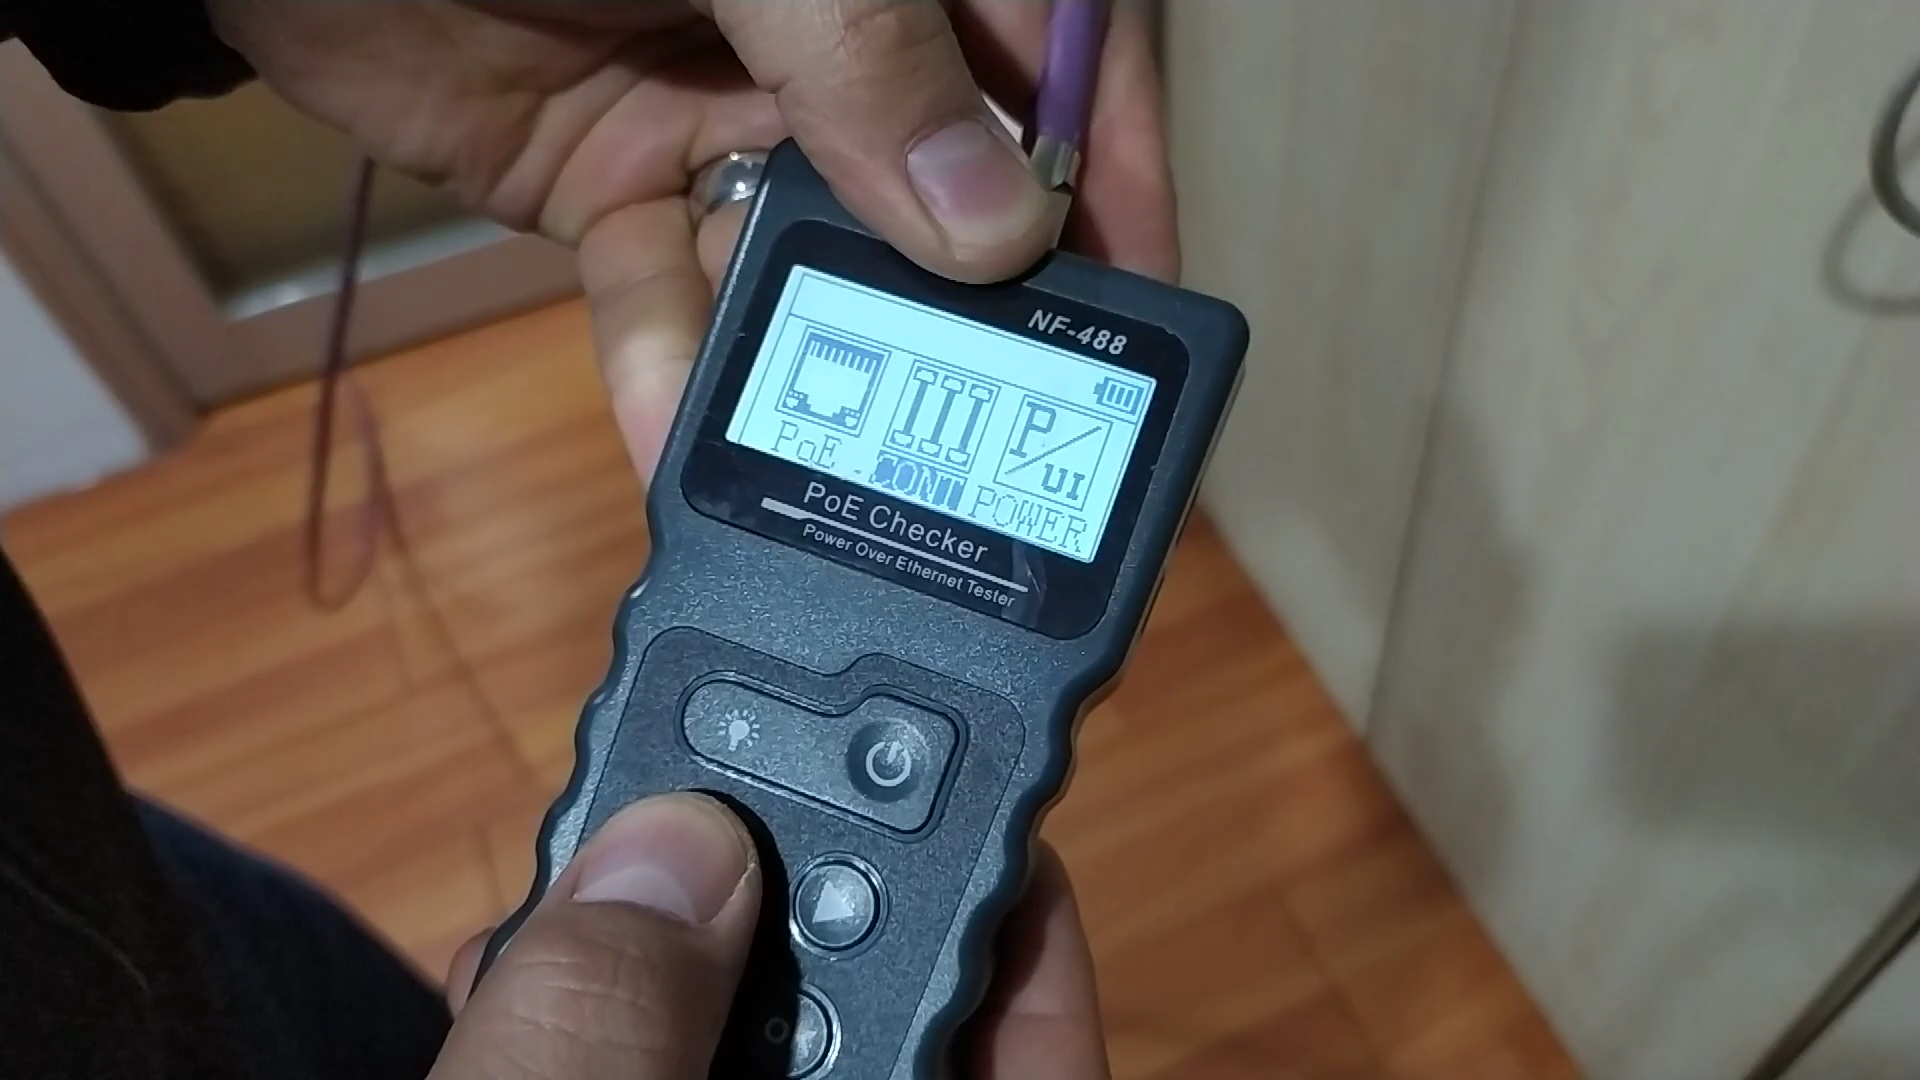 NF-488
P/UI
PoE CONT POWER
PoE Checker
Power Over Ethernet Tester